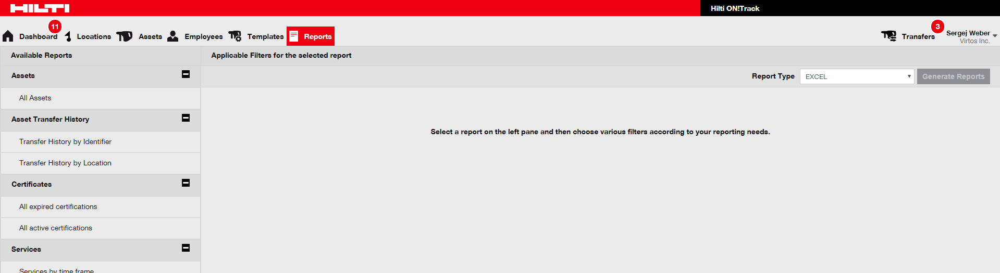 HILTI
Hilti ON!Track
11
3
Dashboard Locations Assets Employees Templates Reports Transfers Sergej Weber
Virtos Inc.
Available Reports
Applicable Filters for the selected report
Assets
Report Type EXCEL Generate Reports
All Assets
Asset Transfer History
Select a report on the left pane and then choose various filters according to your reporting needs.
Transfer History by Identifier
Transfer History by Location
Certificates
All expired certifications
All active certifications
Services
Services by time frame